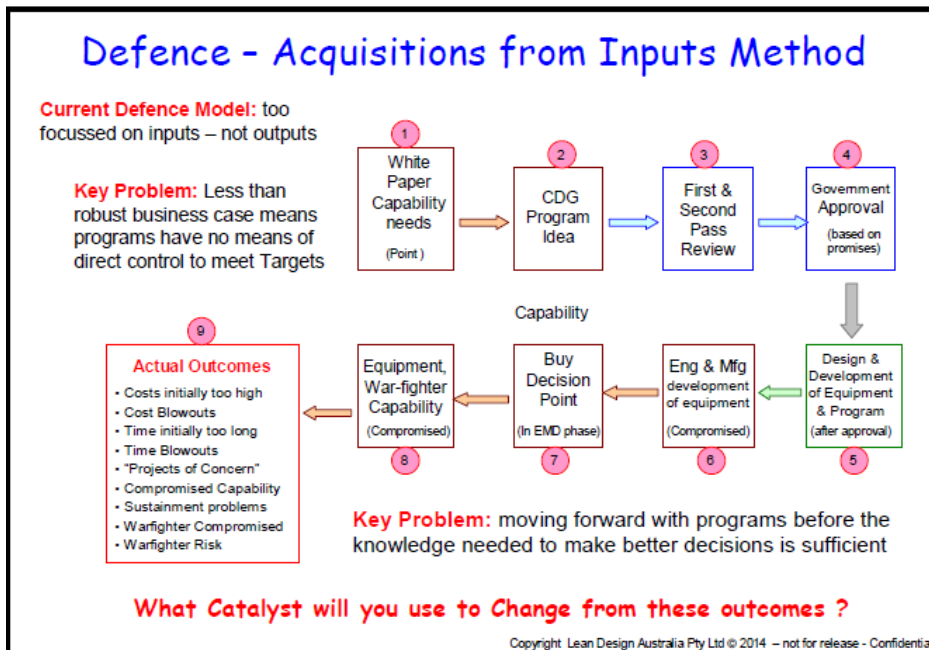 Defence – Acquisitions from Inputs Method
Current Defence Model: too
focussed on inputs – not outputs
Key Problem: Less than
robust business case means
programs have no means of
direct control to meet Targets
1
White
Paper
Capability
needs
(Point )
2
CDG
Program
Idea
3
First &
Second
Pass
Review
4
Government
Approval
(based on
promises)
Capability
5
Design &
Development
of Equipment
& Program
(after approval)
6
Eng & Mfg
development
of equipment
(Compromised)
7
Buy
Decision
Point
(In EMD phase)
8
Equipment,
War-fighter
Capability
(Compromised)
9
Actual Outcomes
• Costs initially too high
• Cost Blowouts
• Time initially too long
• Time Blowouts
• "Projects of Concern"
• Compromised Capability
• Sustainment problems
• Warfighter Compromised
• Warfighter Risk
Key Problem: moving forward with programs before the
knowledge needed to make better decisions is sufficient
What Catalyst will you use to Change from these outcomes ?
Copyright Lean Design Australia Pty Ltd © 2014 – not for release - Confidentia